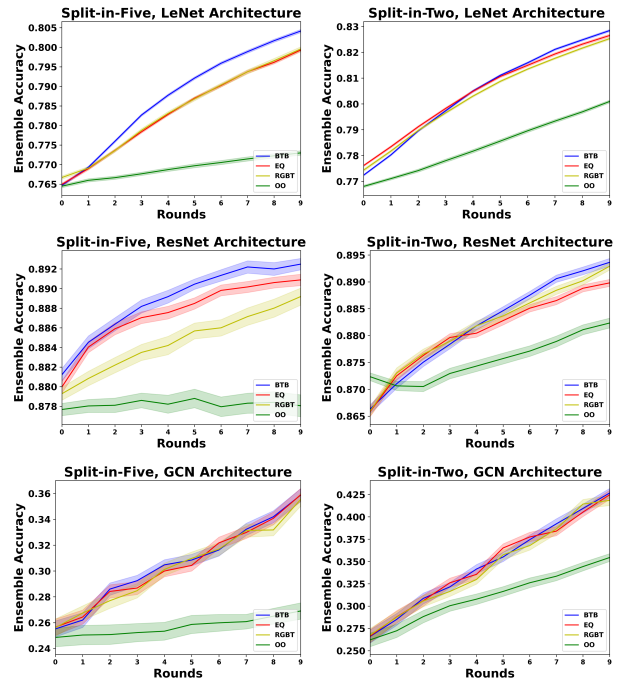 Split-in-Five, LeNet Architecture
Ensemble Accuracy
0.805
0.800
0.795
0.790
0.785
0.780
0.775
0.770
0.765
BTB
EQ
RGBT
OO
0 1 2 3 4 5 6 7 8 9
Rounds
Split-in-Two, LeNet Architecture
Ensemble Accuracy
0.83
0.82
0.81
0.80
0.79
0.78
0.77
BTB
EQ
RGBT
OO
0 1 2 3 4 5 6 7 8 9
Rounds
Split-in-Five, ResNet Architecture
Ensemble Accuracy
0.892
0.890
0.888
0.886
0.884
0.882
0.880
0.878
BTB
EQ
RGBT
OO
0 1 2 3 4 5 6 7 8 9
Rounds
Split-in-Two, ResNet Architecture
Ensemble Accuracy
0.895
0.890
0.885
0.880
0.875
0.870
0.865
BTB
EQ
RGBT
OO
0 1 2 3 4 5 6 7 8 9
Rounds
Split-in-Five, GCN Architecture
Ensemble Accuracy
0.36
0.34
0.32
0.30
0.28
0.26
0.24
BTB
EQ
RGBT
OO
0 1 2 3 4 5 6 7 8 9
Rounds
Split-in-Two, GCN Architecture
Ensemble Accuracy
0.425
0.400
0.375
0.350
0.325
0.300
0.275
0.250
BTB
EQ
RGBT
OO
0 1 2 3 4 5 6 7 8 9
Rounds